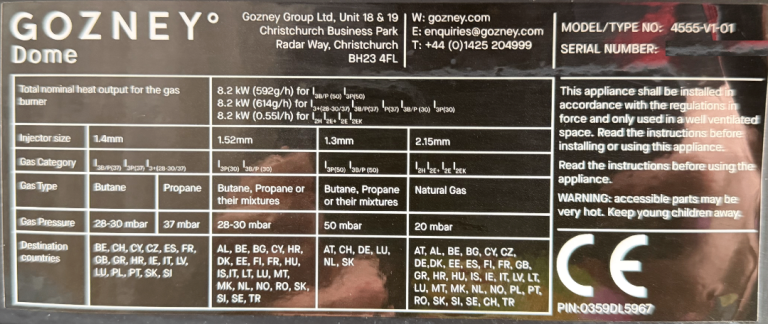 GOZNEY°
Dome
Gozney Group Ltd, Unit 18 & 19
Christchurch Business Park
Radar Way, Christchurch
BH23 4FL
W: gozney.com
E: enquiries@gozney.com
T: +44 (0)1425 204999
MODEL/TYPE NO: 4555-V1-01
SERIAL NUMBER:
Total nominal heat output for the gas
burner
8.2 kW (592g/h) for I3B/P (50) I3P(50)
8.2 kW (614g/h) for I3+(28-30/37) I3B/P(37) IP(37) I3B/P (30) I3P(30)
8.2 kW (0.55l/h) for I2H I2E+ I2E I2EK
Injector size 1.4mm 1.52mm 1.3mm 2.15mm
Gas Category I3B/P(37) I3P(37) I3+(28-30/37) I3P(30) I3B/P (30) I3P(50) I3B/P (50) I2H I2E+ I2E I2EK
Gas Type Butane Propane Butane, Propane or Butane, Propane Natural Gas
their mixtures or their mixtures
Gas Pressure 28-30 mbar 37 mbar 28-30 mbar 50 mbar 20 mbar
Destination
countries
BE, CH, CY, CZ, ES, FR,
GB, GR, HR, IE, IT, LV,
LU, PL, PT, SK, SI
AL, BE, BG, CY, HR,
DK, EE, FI, FR, HU,
IS,IT, LT, LU, MT,
MK, NL, NO, RO, SK,
SI, SE, TR
AT, CH, DE, LU,
NL, SK
AT, AL, BE, BG, CY, CZ,
DE,DK, EE, ES, FI, FR, GB,
GR, HR, HU, IS, IE, IT, LV, LT,
LU, MT, MK, NL, NO, PL, PT,
RO, SK, SI, SE, CH, TR
This appliance shall be installed in
accordance with the regulations in
force and only used in a well ventilated
space. Read the instructions before
installing or using this appliance.
Read the instructions before using the
appliance.
WARNING: accessible parts may be
very hot. Keep young children away.
CE
PIN:0359DL5967